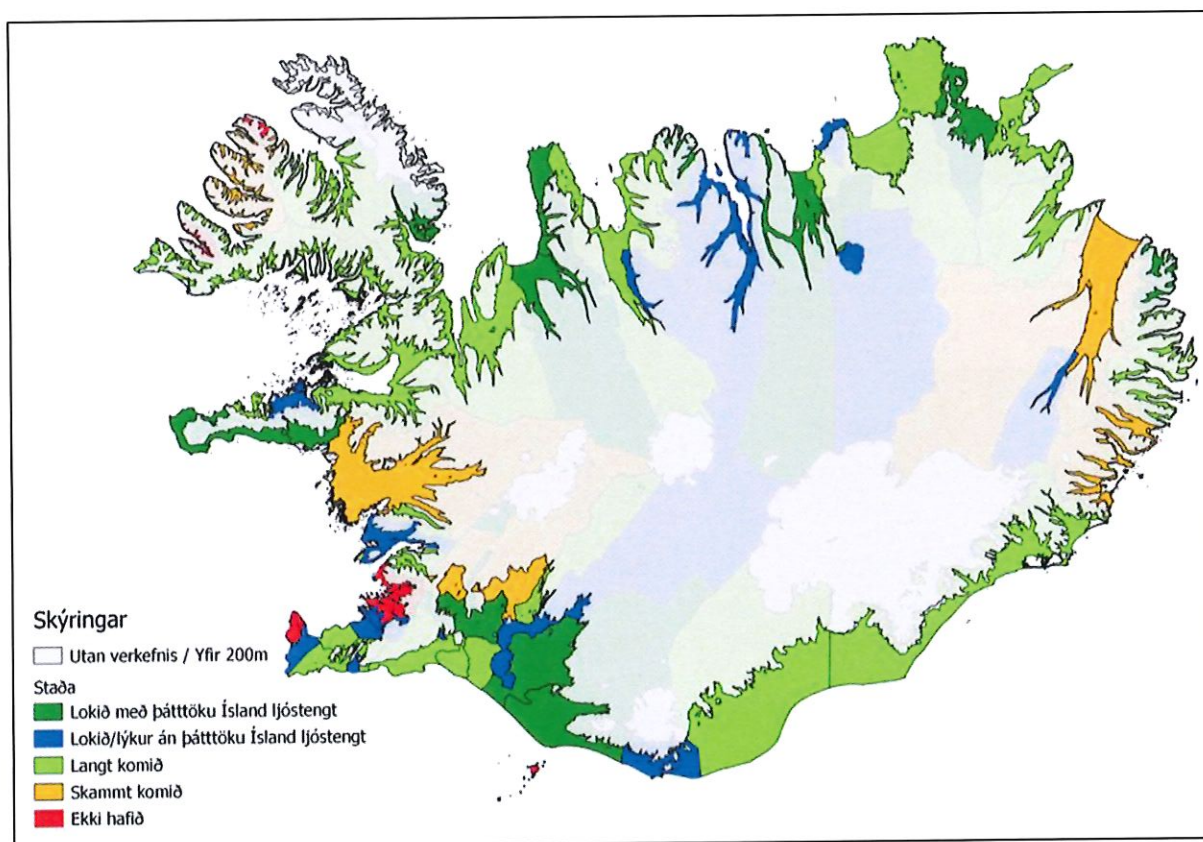 Skýringar
Utan verkefnis / Yfir 200m
Staða
Lokið með þátttöku Ísland ljóstengt
Lokið/lýkur án þátttöku Ísland ljóstengt
Langt komið
Skammt komið
Ekki hafið